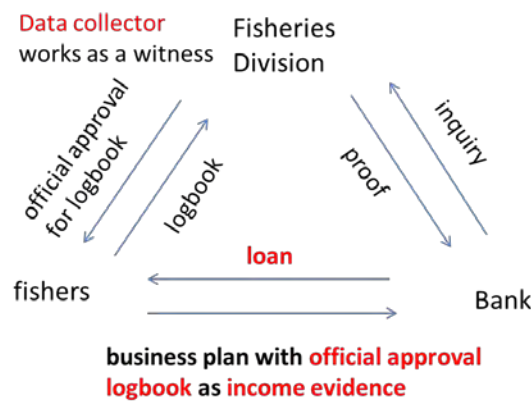 Data collector
works as a witness
Fisheries
Division
official approval
for logbook
logbook
proof
inquiry
loan
fishers
Bank
business plan with official approval
logbook as income evidence